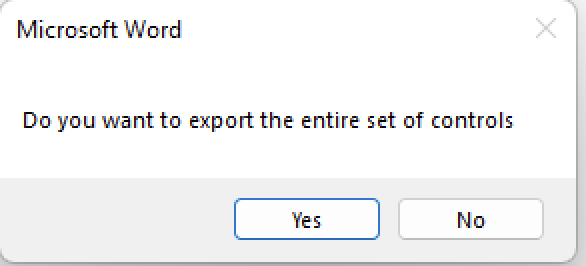 Microsoft Word
Do you want to export the entire set of controls
Yes
No